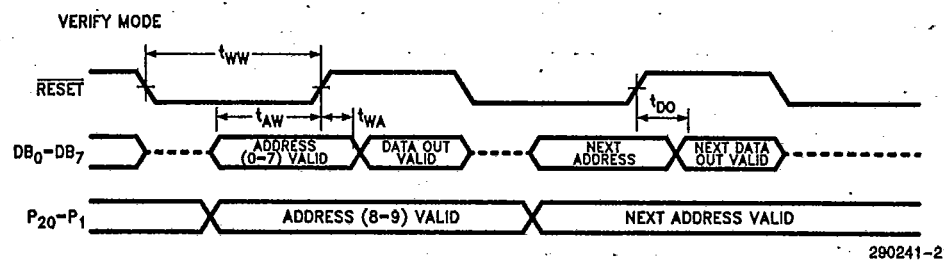 VERIFY MODE
tWW
RESET
tAW
tWA
tDO
DB0-DB7
ADDRESS
(0-7) VALID
DATA OUT
VALID
NEXT
ADDRESS
NEXT DATA
OUT VALID
P20-P1
ADDRESS (8-9) VALID
NEXT ADDRESS VALID
290241-2